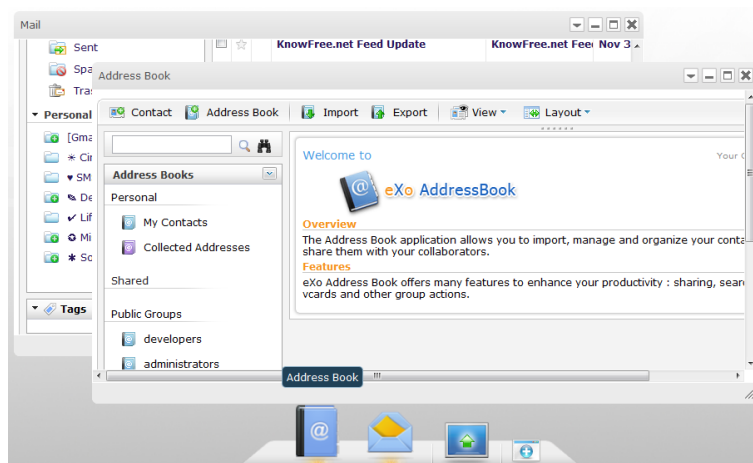 Mail
Sent
KnowFree.net Feed Update
KnowFree.net Fee
Nov 3
Spa
Tra
Personal
[Gma
Cir
SM
De
Lif
Mi
So
Tags
Address Book
Contact Address Book Import Export View Layout
Address Books
Personal
My Contacts
Collected Addresses
Shared
Public Groups
developers
administrators
Welcome to
Your
eXo AddressBook
Overview
The Address Book application allows you to import, manage and organize your conta
share them with your collaborators.
Features
eXo Address Book offers many features to enhance your productivity : sharing, sear
vcards and other group actions.
Address Book